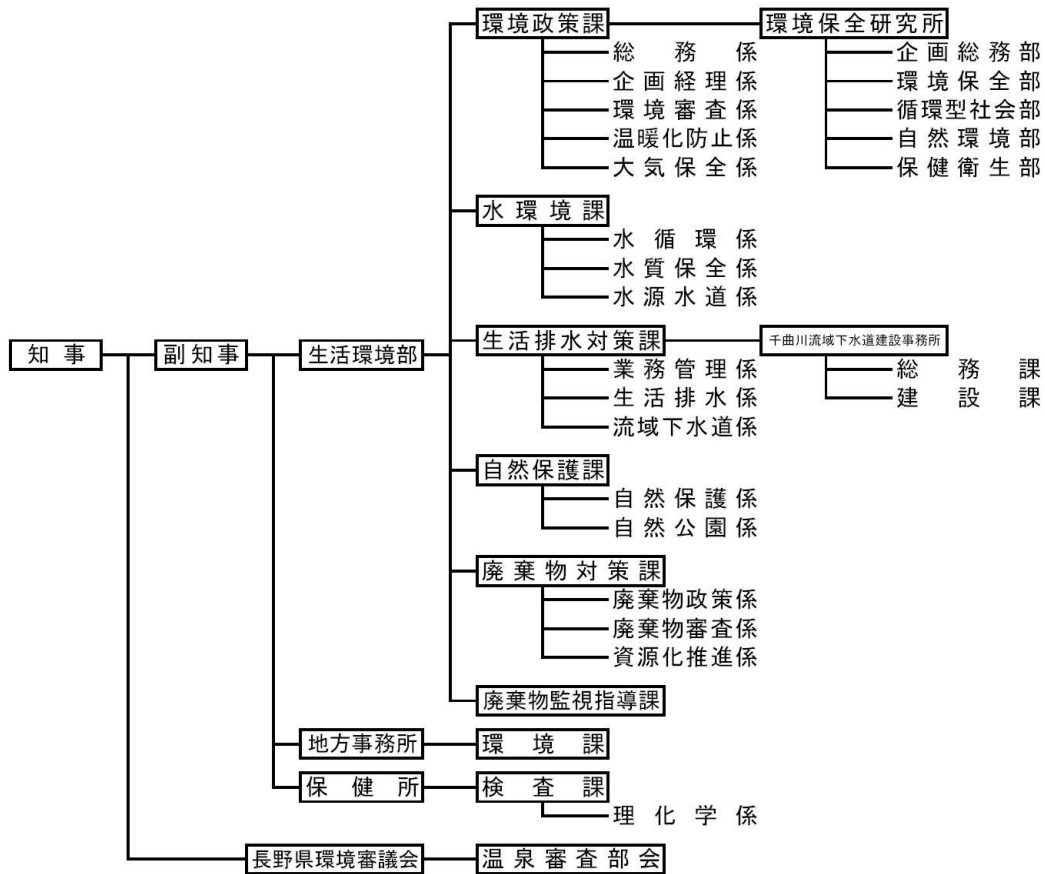 環境政策課
環境保全研究所
総務係
企画総務部
企画経理係
環境保全部
環境審査係
循環型社会部
温暖化防止係
自然環境部
大気保全係
保健衛生部
水環境課
水循環係
水質保全係
水源水道係
知事
副知事
生活環境部
生活排水対策課
千曲川流域下水道建設事務所
業務管理係
総務課
生活排水係
建設課
流域下水道係
自然保護課
自然保護係
自然公園係
廃棄物対策課
廃棄物政策係
廃棄物審査係
資源化推進係
廃棄物監視指導課
地方事務所
環境課
保健所
検査課
理化学係
長野県環境審議会
温泉審査部会